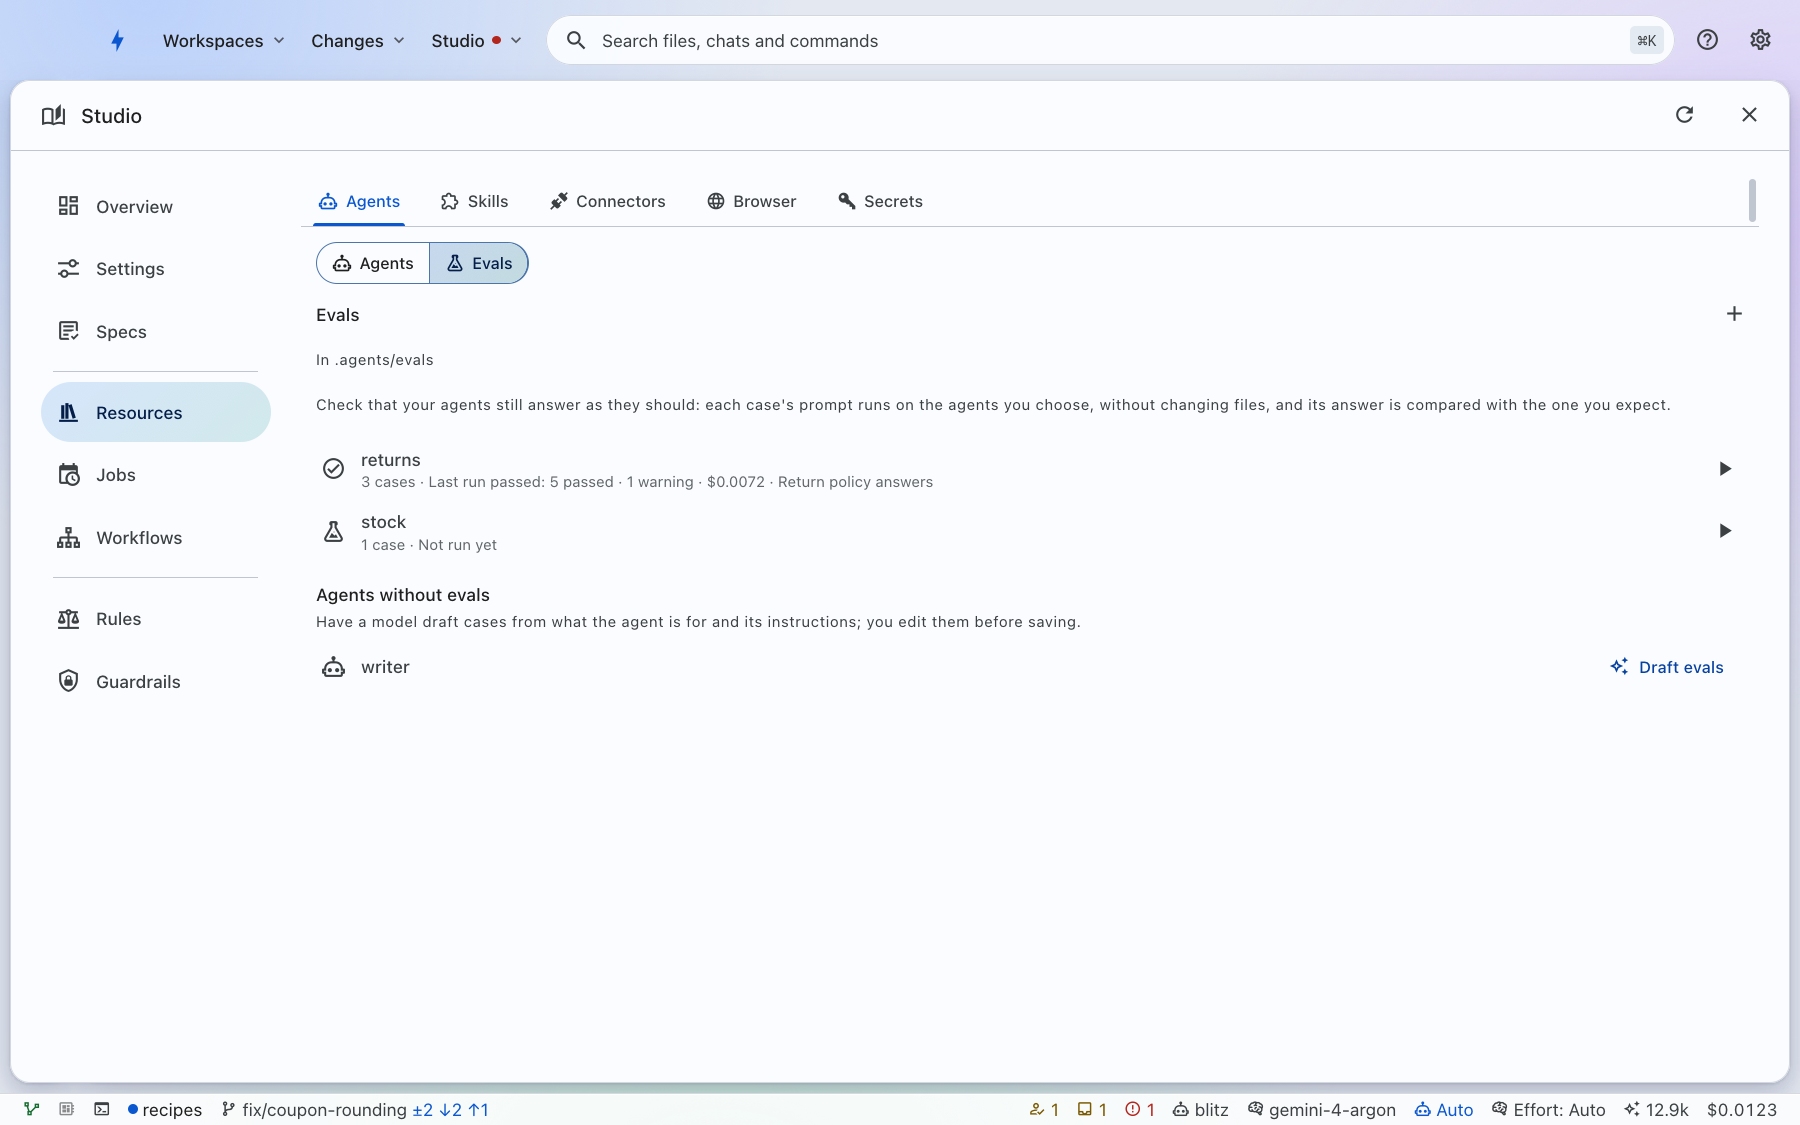 Workspaces
Changes
Studio
Search files, chats and commands
⌘K
Studio
Overview
Settings
Specs
Resources
Jobs
Workflows
Rules
Guardrails
Agents
Skills
Connectors
Browser
Secrets
Agents
Evals
Evals
In .agents/evals
Check that your agents still answer as they should: each case's prompt runs on the agents you choose, without changing files, and its answer is compared with the one you expect.
returns
3 cases · Last run passed: 5 passed · 1 warning · $0.0072 · Return policy answers
stock
1 case · Not run yet
Agents without evals
Have a model draft cases from what the agent is for and its instructions; you edit them before saving.
writer
Draft evals
recipes
fix/coupon-rounding ±2 ↓2 ↑1
1
1
1
blitz
gemini-4-argon
Auto
Effort: Auto
12.9k
$0.0123